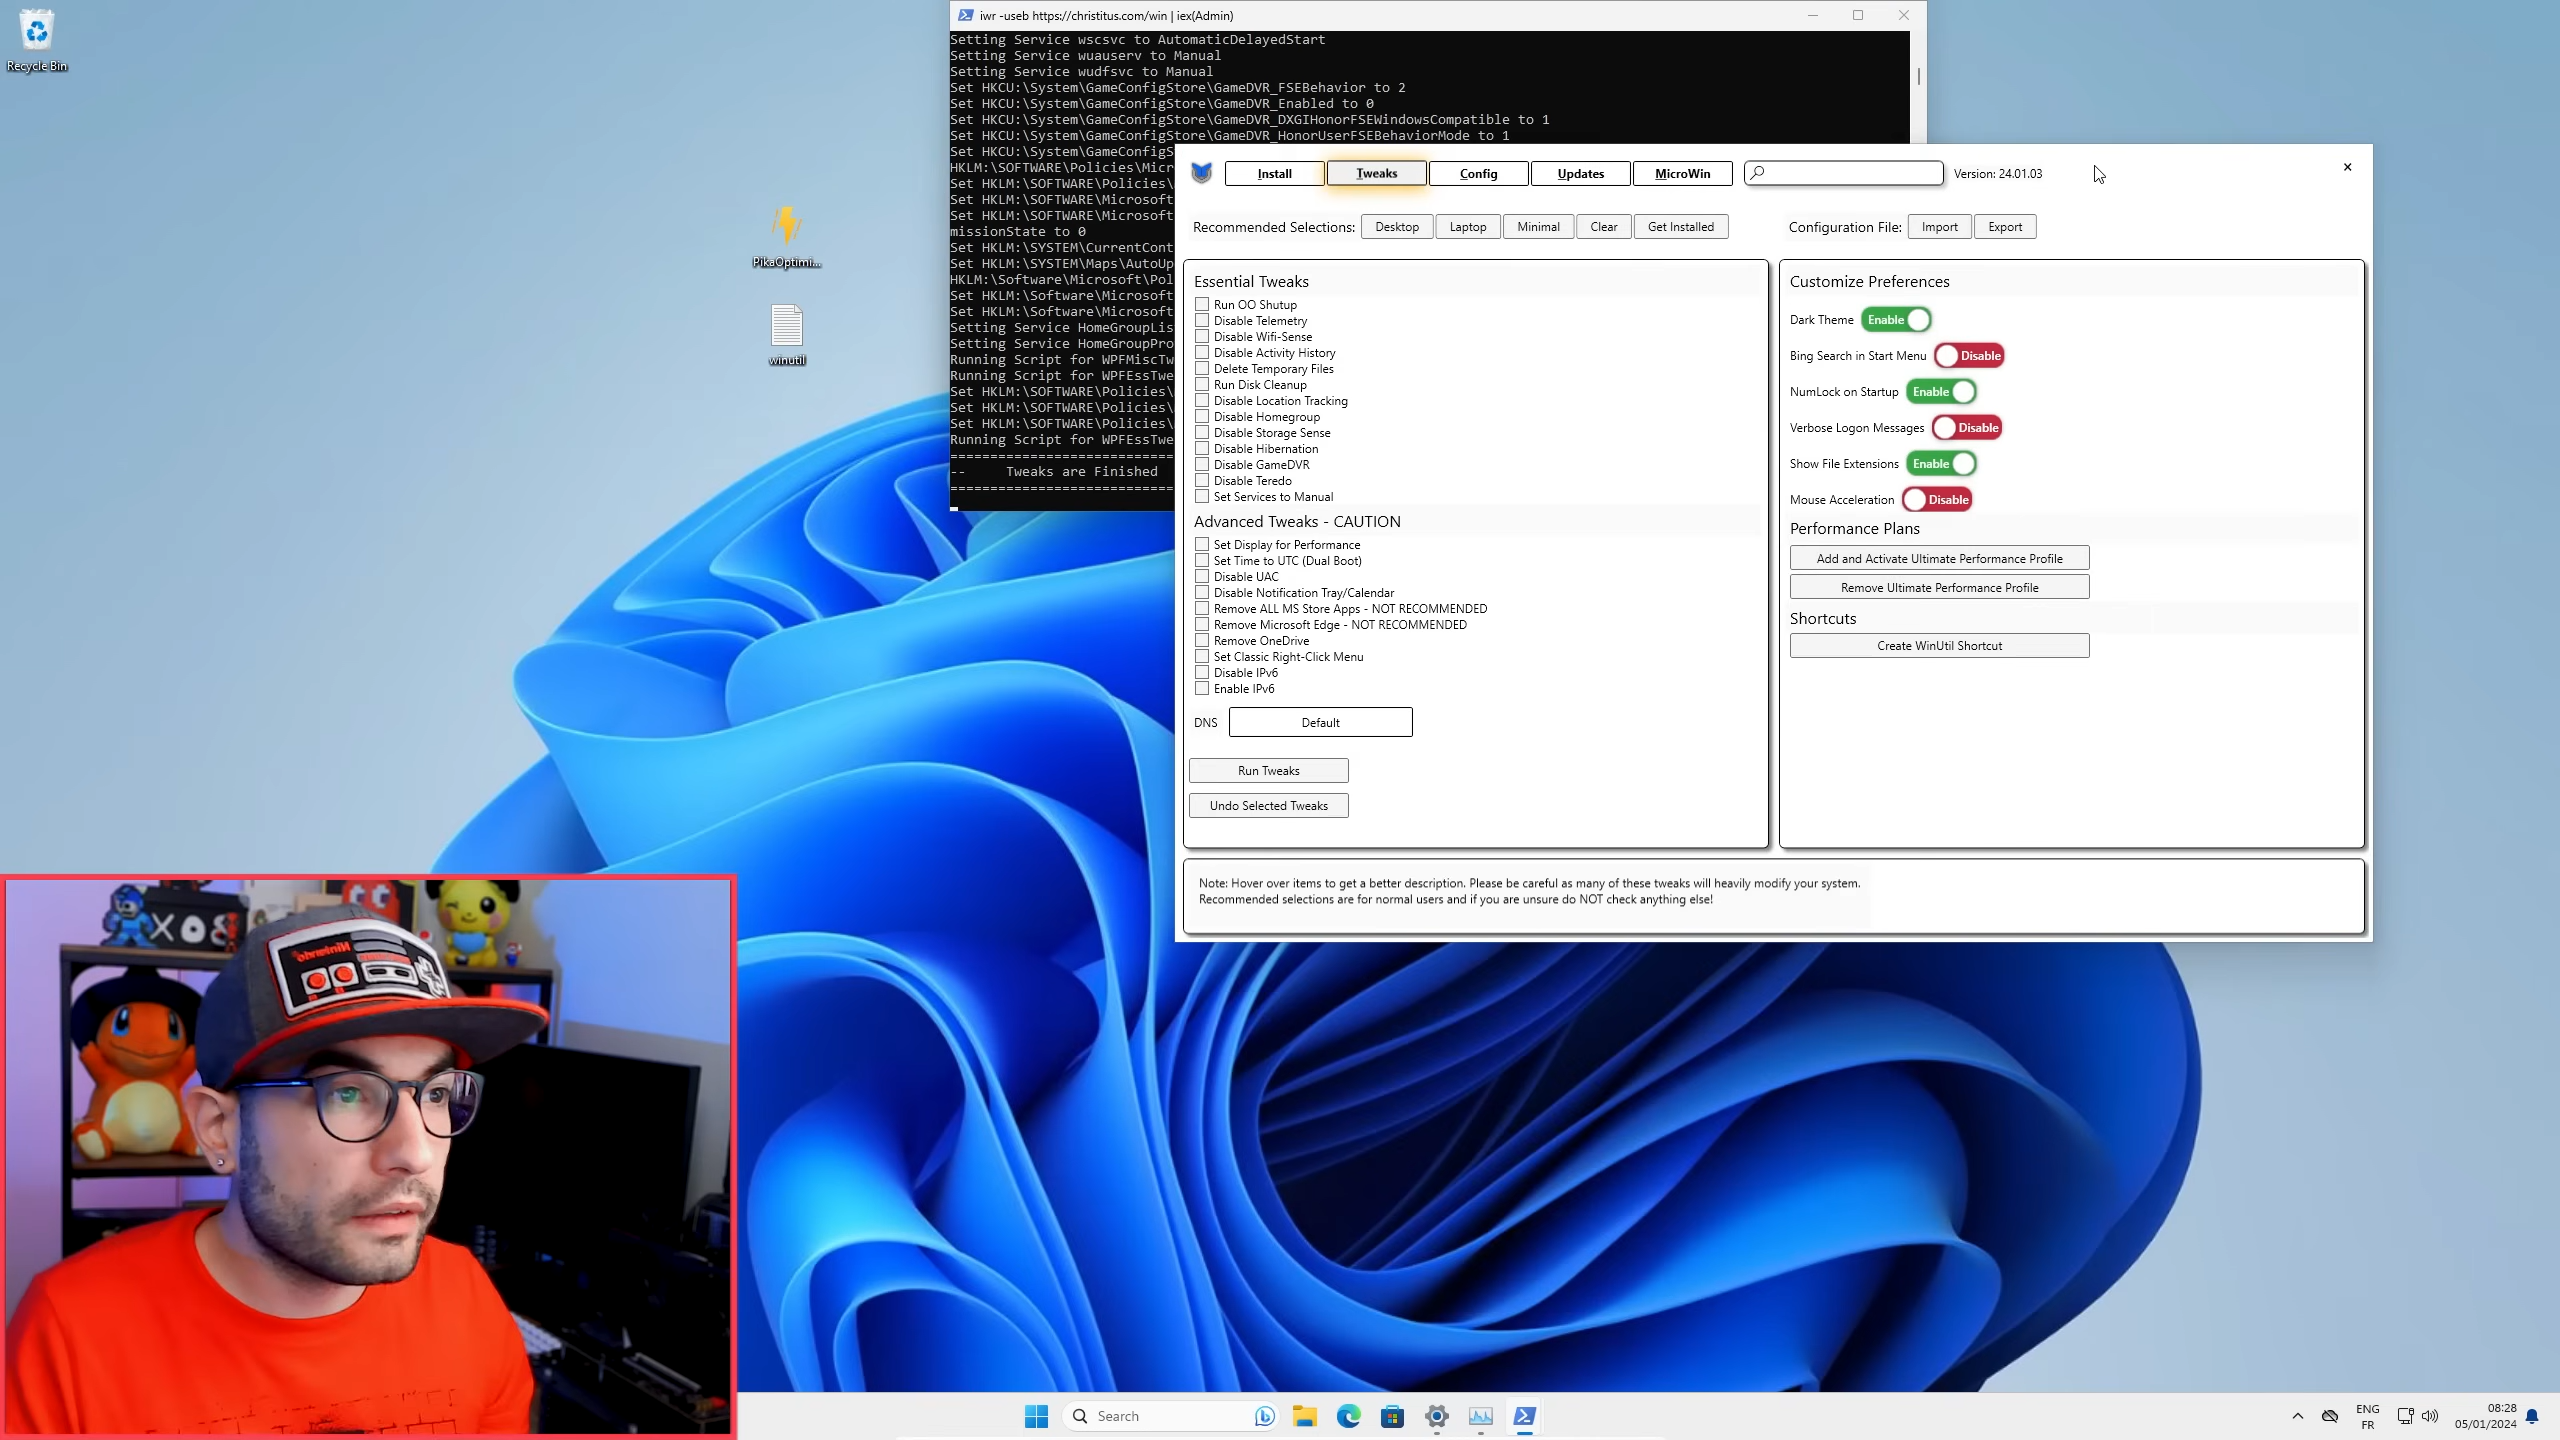 Recycle Bin
PikaOptimi...
winutil
iwr -useb https://christitus.com/win | iex(Admin)
Setting Service wscsvc to AutomaticDelayedStart
Setting Service wuauserv to Manual
Setting Service wudfsvc to Manual
Set HKCU:\System\GameConfigStore\GameDVR_FSEBehavior to 2
Set HKCU:\System\GameConfigStore\GameDVR_Enabled to 0
Set HKCU:\System\GameConfigStore\GameDVR_DXGIHonorFSEWindowsCompatible to 1
Set HKCU:\System\GameConfigStore\GameDVR_HonorUserFSEBehaviorMode to 1
Set HKCU:\System\GameConfigS
HKLM:\SOFTWARE\Policies\Micr
Set HKLM:\SOFTWARE\Policies\
Set HKLM:\SOFTWARE\Microsoft
Set HKLM:\SOFTWARE\Microsoft
missionState to 0
Set HKLM:\SYSTEM\CurrentCont
Set HKLM:\SYSTEM\Maps\AutoUp
HKLM:\Software\Microsoft\Pol
Set HKLM:\Software\Microsoft
Set HKLM:\Software\Microsoft
Setting Service HomeGroupLis
Setting Service HomeGroupPro
Running Script for WPFMiscTw
Running Script for WPFEssTwe
Set HKLM:\SOFTWARE\Policies\
Set HKLM:\SOFTWARE\Policies\
Set HKLM:\SOFTWARE\Policies\
Running Script for WPFEssTwe
============================
-- Tweaks are Finished
============================
Install Tweaks Config Updates MicroWin Version: 24.01.03
Recommended Selections: Desktop Laptop Minimal Clear Get Installed Configuration File: Import Export
Essential Tweaks
Run OO Shutup
Disable Telemetry
Disable Wifi-Sense
Disable Activity History
Delete Temporary Files
Run Disk Cleanup
Disable Location Tracking
Disable Homegroup
Disable Storage Sense
Disable Hibernation
Disable GameDVR
Disable Teredo
Set Services to Manual
Advanced Tweaks - CAUTION
Set Display for Performance
Set Time to UTC (Dual Boot)
Disable UAC
Disable Notification Tray/Calendar
Remove ALL MS Store Apps - NOT RECOMMENDED
Remove Microsoft Edge - NOT RECOMMENDED
Remove OneDrive
Set Classic Right-Click Menu
Disable IPv6
Enable IPv6
DNS Default
Run Tweaks
Undo Selected Tweaks
Customize Preferences
Dark Theme Enable
Bing Search in Start Menu Disable
NumLock on Startup Enable
Verbose Logon Messages Disable
Show File Extensions Enable
Mouse Acceleration Disable
Performance Plans
Add and Activate Ultimate Performance Profile
Remove Ultimate Performance Profile
Shortcuts
Create WinUtil Shortcut
Note: Hover over items to get a better description. Please be careful as many of these tweaks will heavily modify your system.
Recommended selections are for normal users and if you are unsure do NOT check anything else!
Nintendo
Search
ENG
FR
08:28
05/01/2024